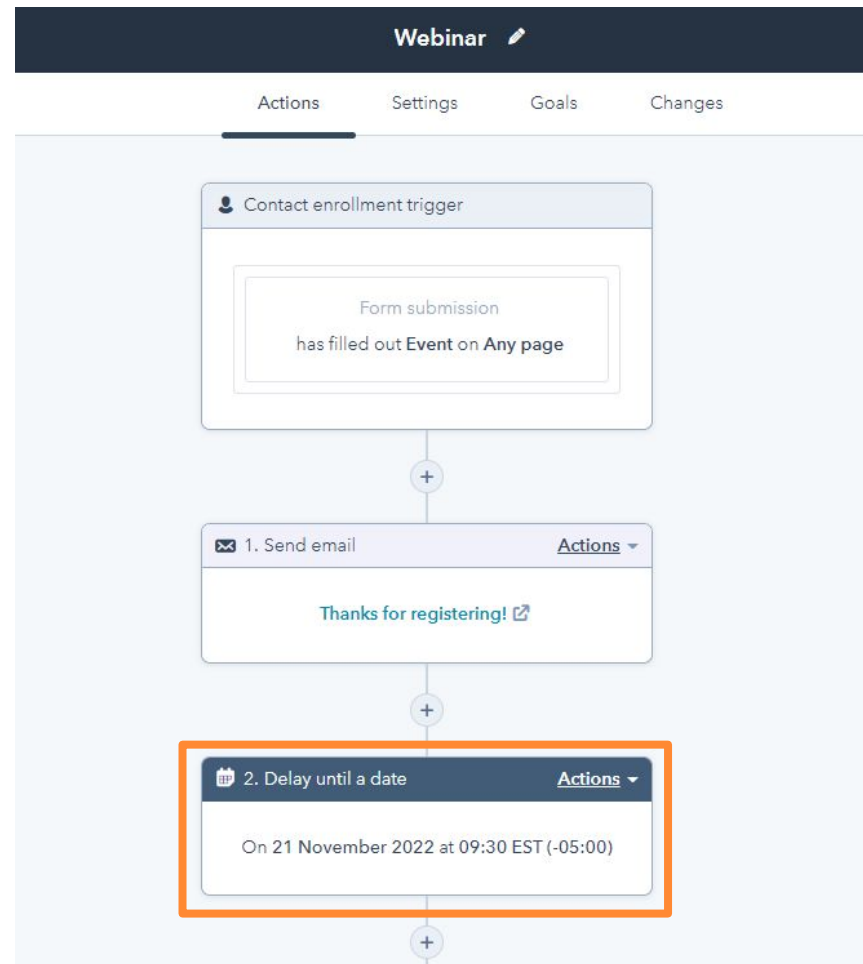 Webinar
Actions Settings Goals Changes
Contact enrollment trigger
Form submission
has filled out Event on Any page
1. Send email Actions
Thanks for registering!
2. Delay until a date Actions
On 21 November 2022 at 09:30 EST (-05:00)